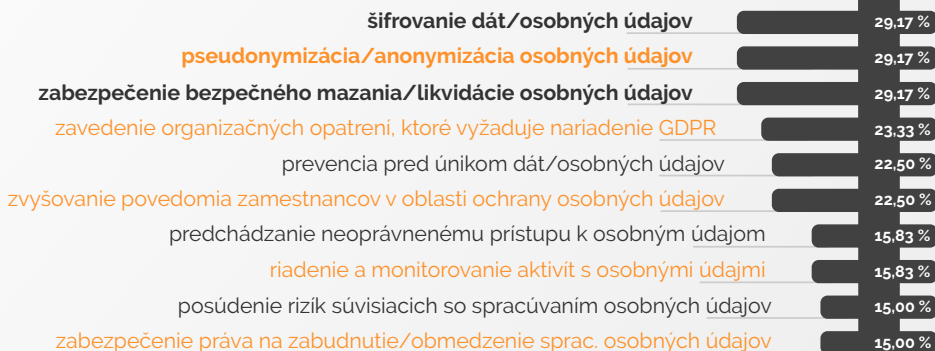 šifrovanie dát/osobných údajov 29,17 %
pseudonymizácia/anonymizácia osobných údajov 29,17 %
zabezpečenie bezpečného mazania/likvidácie osobných údajov 29,17 %
zavedenie organizačných opatrení, ktoré vyžaduje nariadenie GDPR 23,33 %
prevencia pred únikom dát/osobných údajov 22,50 %
zvyšovanie povedomia zamestnancov v oblasti ochrany osobných údajov 22,50 %
predchádzanie neoprávnenému prístupu k osobným údajom 15,83 %
riadenie a monitorovanie aktivít s osobnými údajmi 15,83 %
posúdenie rizík súvisiacich so spracúvaním osobných údajov 15,00 %
zabezpečenie práva na zabudnutie/obmedzenie sprac. osobných údajov 15,00 %